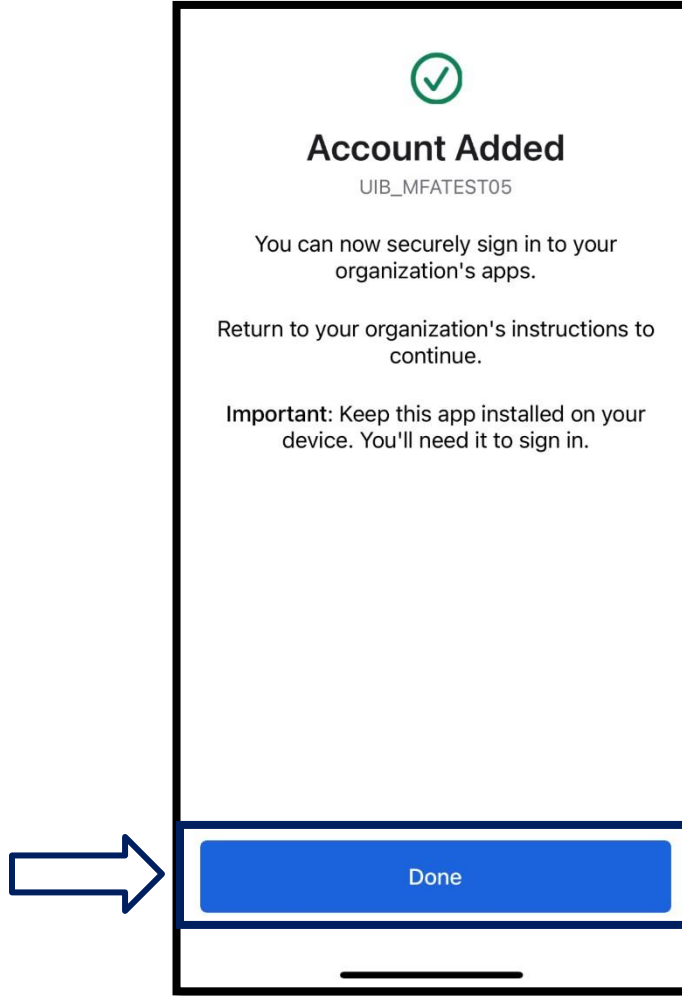 Account Added
UIB_MFATEST05
You can now securely sign in to your
organization's apps.
Return to your organization's instructions to
continue.
Important: Keep this app installed on your
device. You'll need it to sign in.
Done